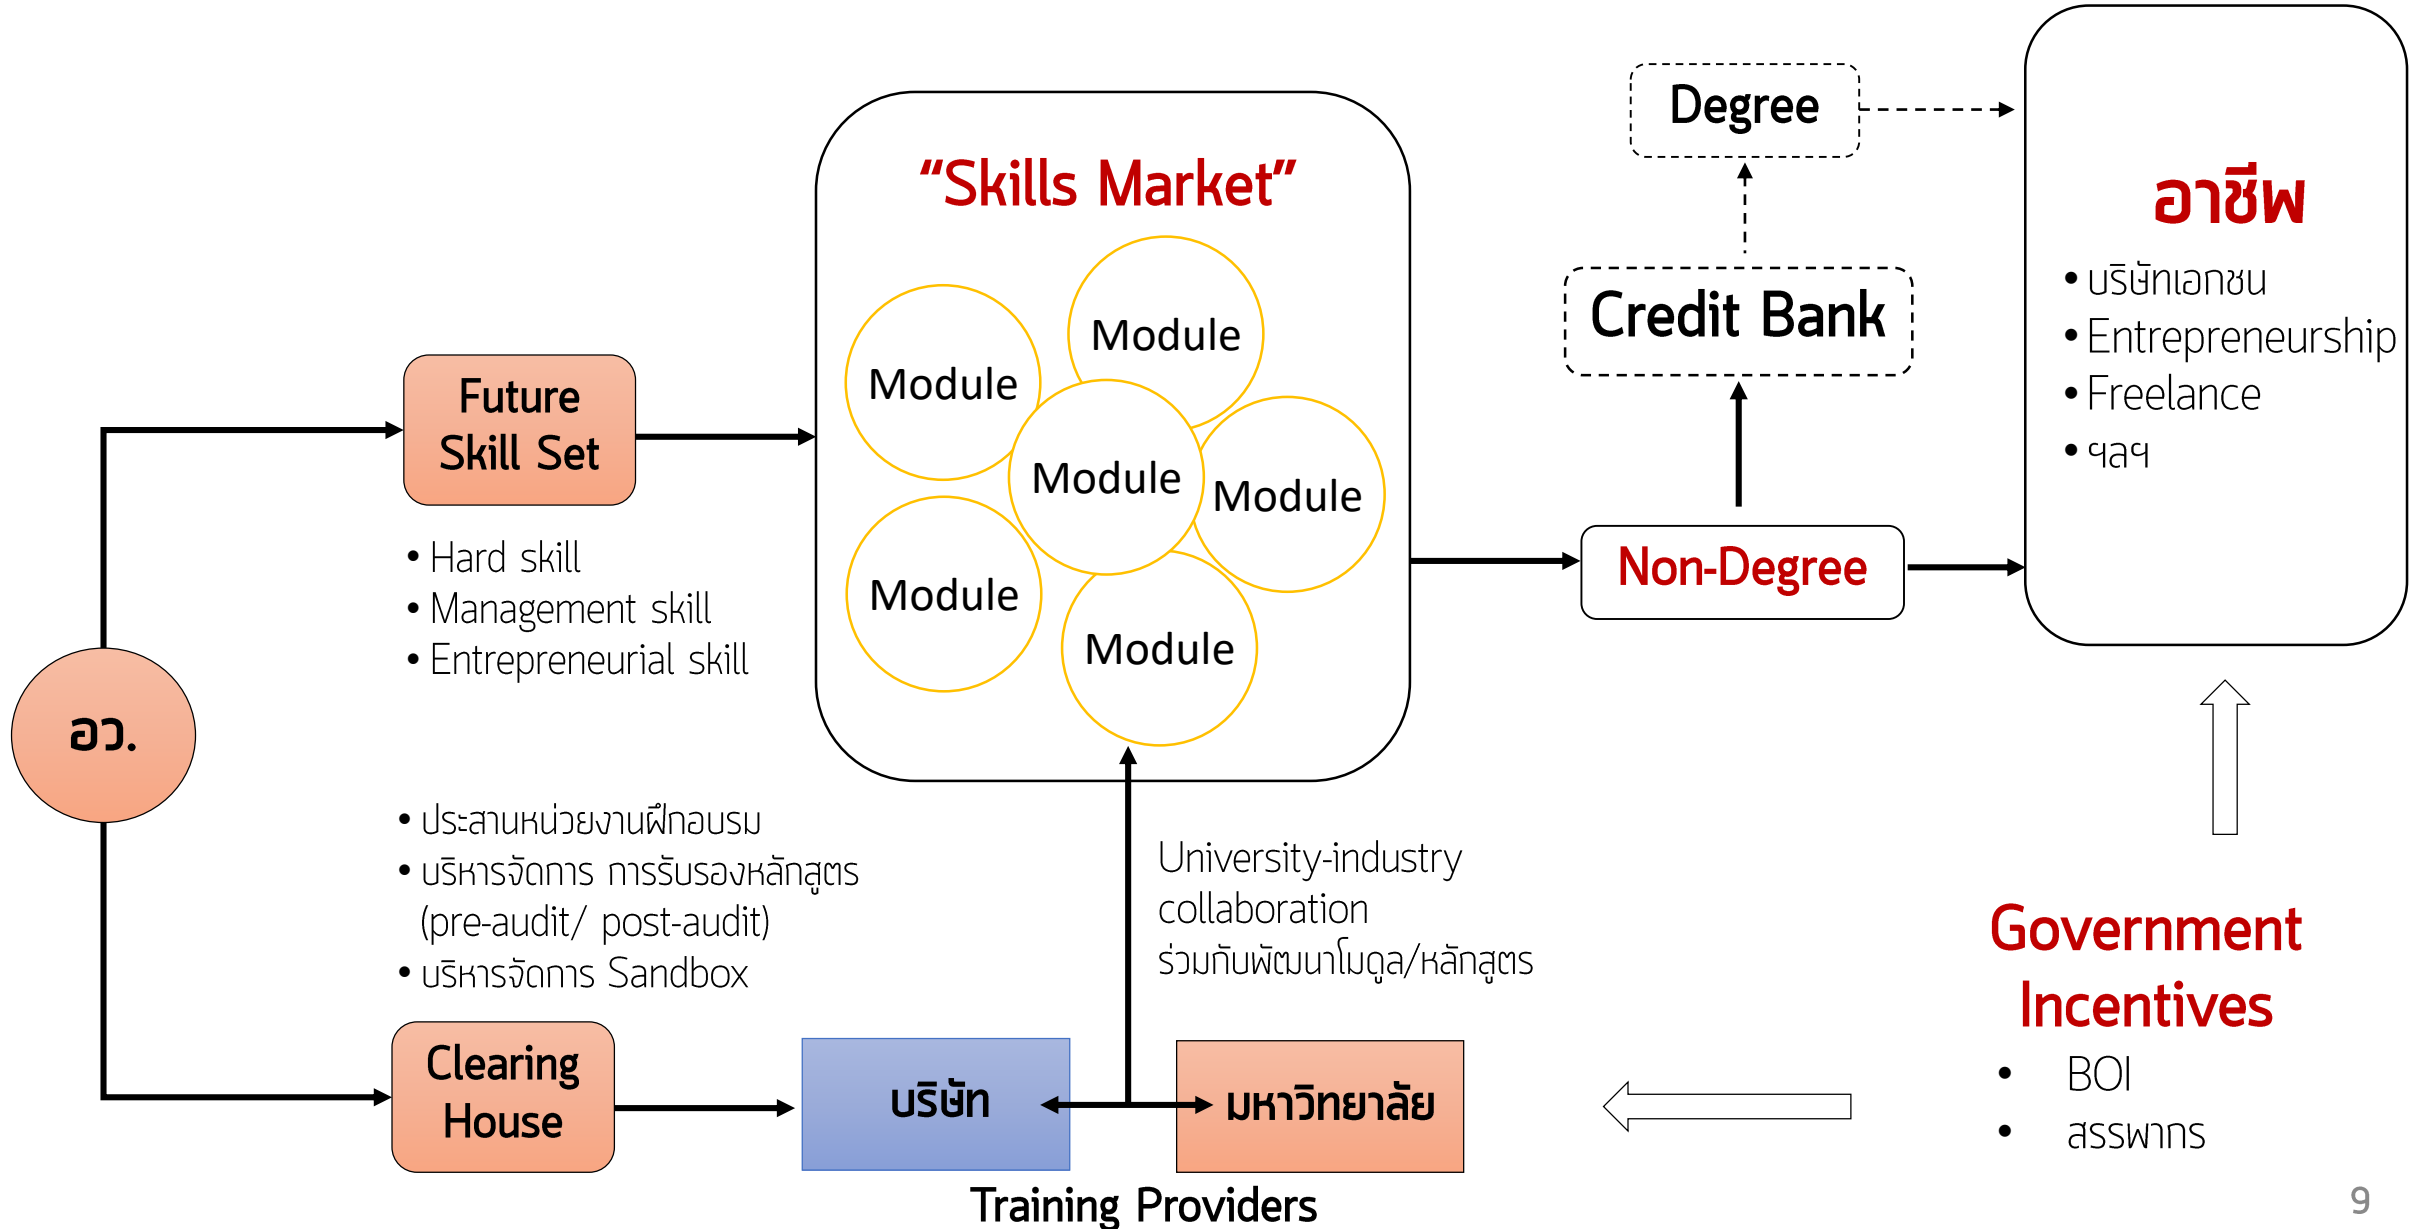 อว.
Future
Skill Set
• Hard skill
• Management skill
• Entrepreneurial skill
• ประสานหน่วยงานฝึกอบรม
• บริหารจัดการ การรับรองหลักสูตร
(pre-audit/ post-audit)
• บริหารจัดการ Sandbox
Clearing
House
“Skills Market”
Module
Module
Module
Module
Module
Module
University-industry
collaboration
ร่วมกับพัฒนาโมดูล/หลักสูตร
บริษัท
มหาวิทยาลัย
Training Providers
Degree
Credit Bank
Non-Degree
อาชีพ
• บริษัทเอกชน
• Entrepreneurship
• Freelance
• ฯลฯ
Government
Incentives
• BOI
• สรรพากร
9